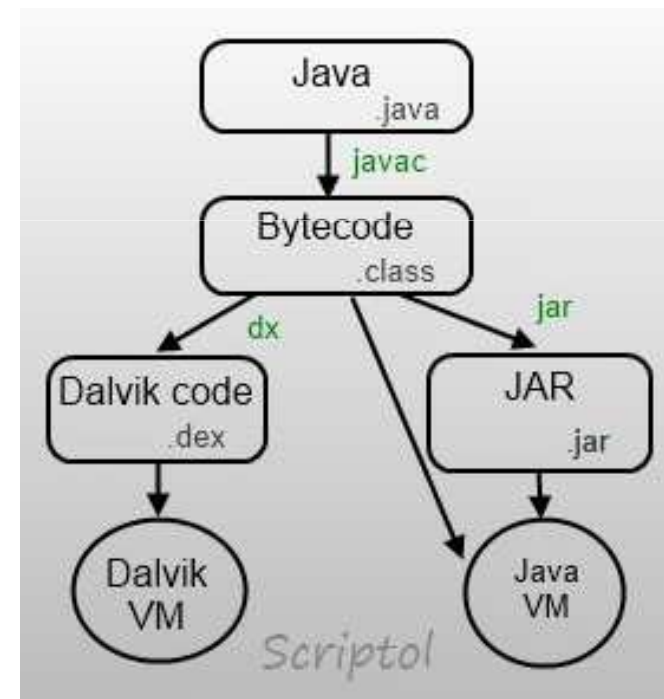 Java
.java
javac
Bytecode
.class
dx
jar
Dalvik code
.dex
JAR
.jar
Dalvik
VM
Java
VM
Scriptol